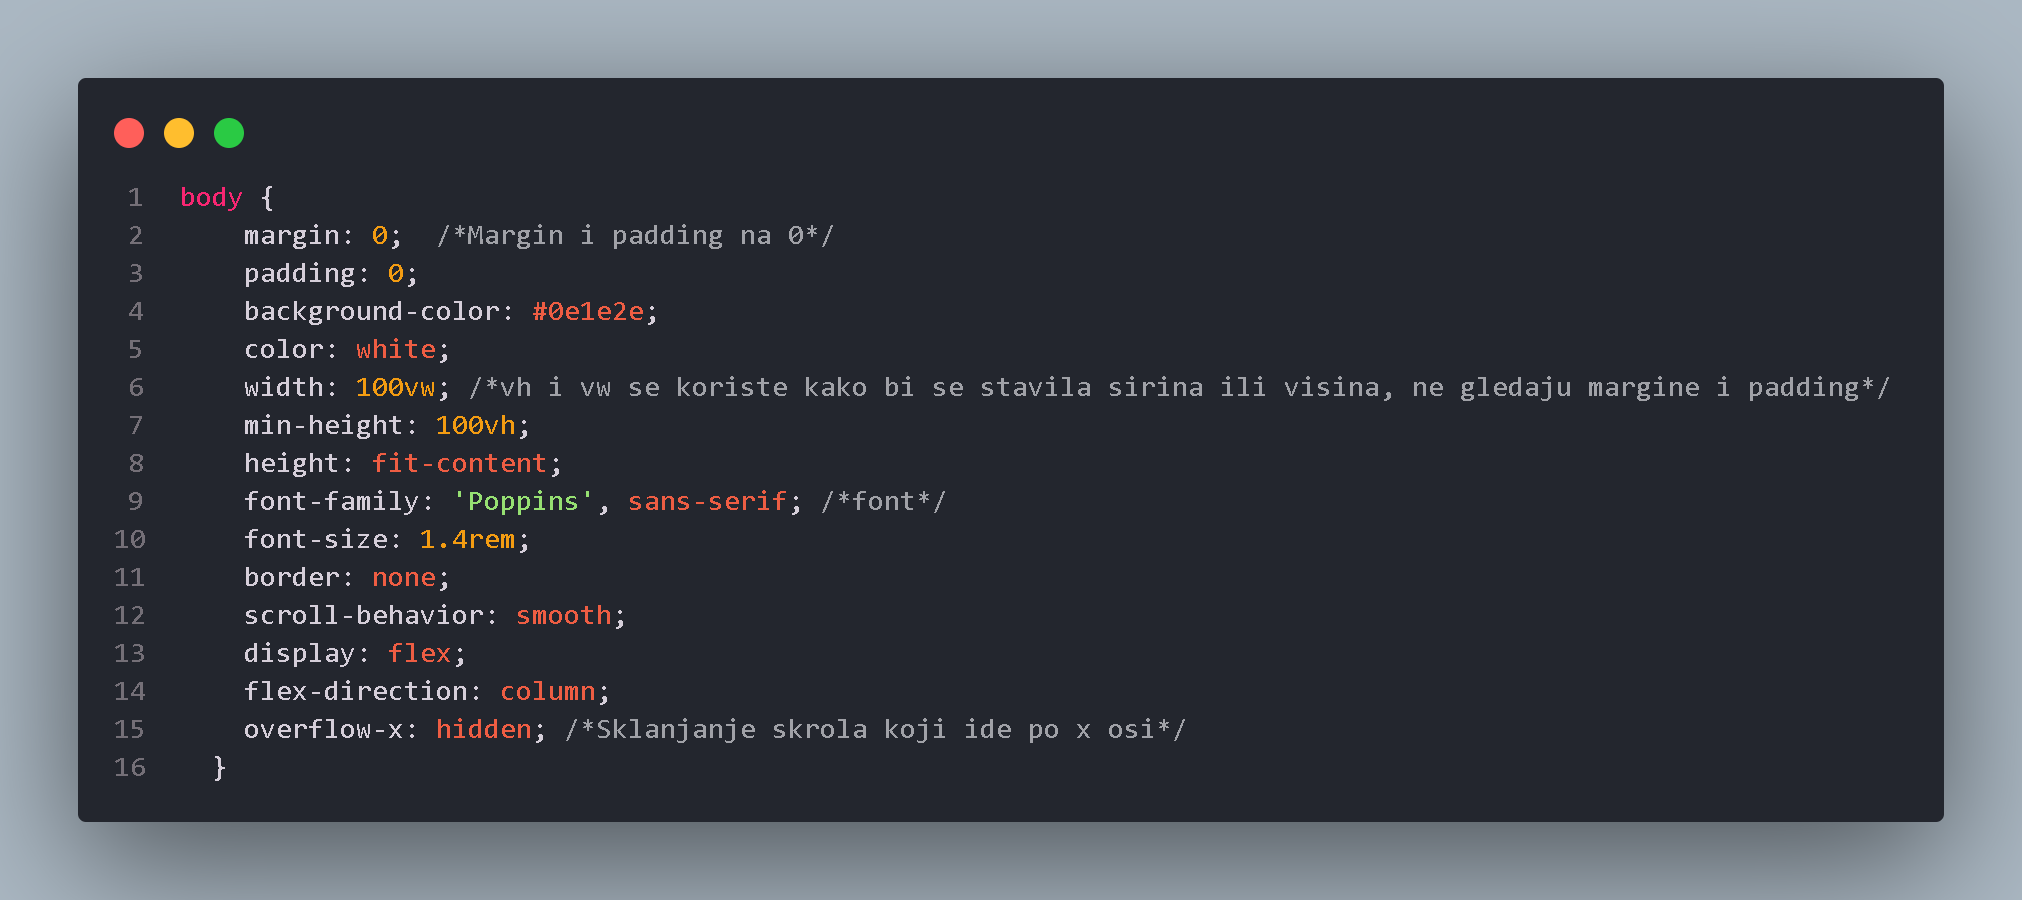 1 body {
2 margin: 0; /*Margin i padding na 0*/
3 padding: 0;
4 background-color: #0e1e2e;
5 color: white;
6 width: 100vw; /*vh i vw se koriste kako bi se stavila sirina ili visina, ne gledaju margine i padding*/
7 min-height: 100vh;
8 height: fit-content;
9 font-family: 'Poppins', sans-serif; /*font*/
10 font-size: 1.4rem;
11 border: none;
12 scroll-behavior: smooth;
13 display: flex;
14 flex-direction: column;
15 overflow-x: hidden; /*Sklanjanje skrola koji ide po x osi*/
16 }